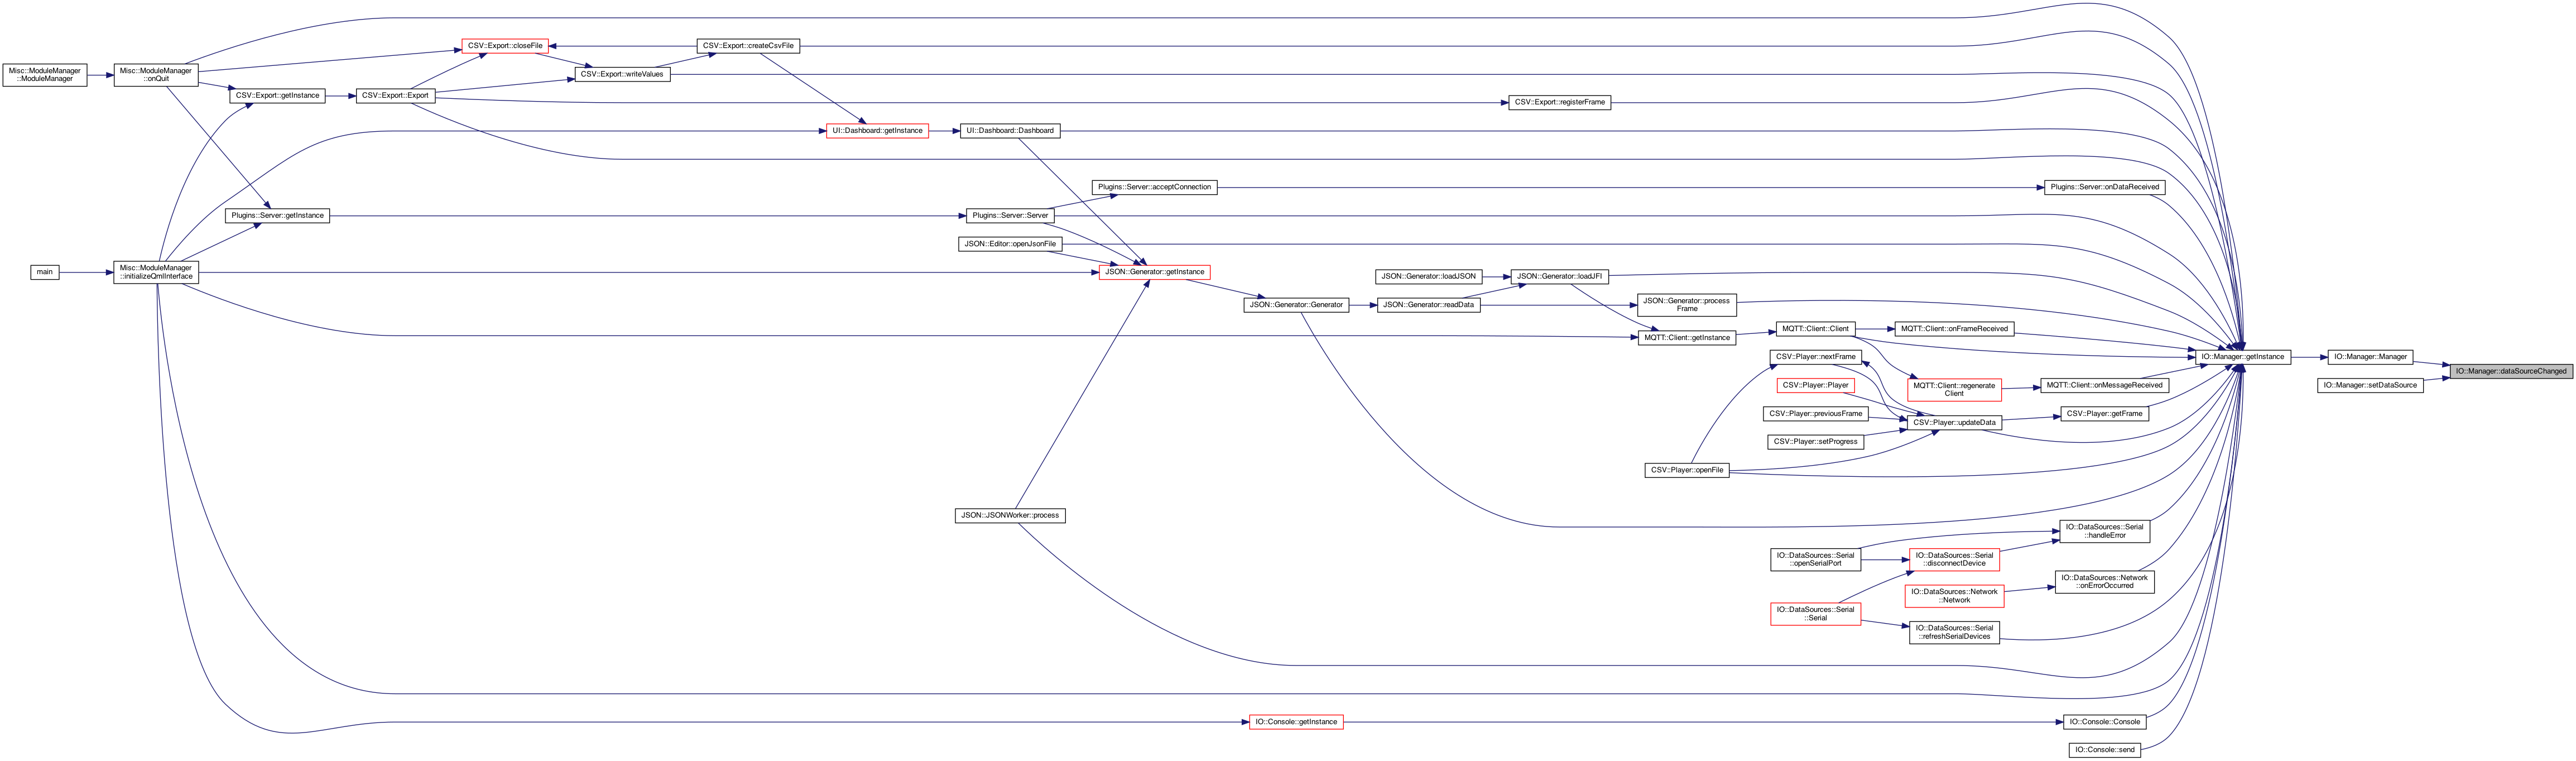 Misc::ModuleManager
::ModuleManager
Misc::ModuleManager
::onQuit
CSV::Export::closeFile
CSV::Export::createCsvFile
CSV::Export::writeValues
CSV::Export::getInstance
CSV::Export::Export
CSV::Export::registerFrame
UI::Dashboard::getInstance
UI::Dashboard::Dashboard
Plugins::Server::acceptConnection
Plugins::Server::onDataReceived
Plugins::Server::getInstance
Plugins::Server::Server
JSON::Editor::openJsonFile
main
Misc::ModuleManager
::initializeQmlInterface
JSON::Generator::getInstance
JSON::Generator::loadJSON
JSON::Generator::loadJFI
JSON::Generator::Generator
JSON::Generator::readData
JSON::Generator::process
Frame
MQTT::Client::getInstance
MQTT::Client::Client
MQTT::Client::onFrameReceived
CSV::Player::nextFrame
IO::Manager::getInstance
IO::Manager::Manager
IO::Manager::dataSourceChanged
IO::Manager::setDataSource
CSV::Player::Player
MQTT::Client::regenerate
Client
MQTT::Client::onMessageReceived
CSV::Player::previousFrame
CSV::Player::updateData
CSV::Player::getFrame
CSV::Player::setProgress
CSV::Player::openFile
JSON::JSONWorker::process
IO::DataSources::Serial
::handleError
IO::DataSources::Serial
::openSerialPort
IO::DataSources::Serial
::disconnectDevice
IO::DataSources::Network
::onErrorOccurred
IO::DataSources::Network
::Network
IO::DataSources::Serial
::Serial
IO::DataSources::Serial
::refreshSerialDevices
IO::Console::getInstance
IO::Console::Console
IO::Console::send